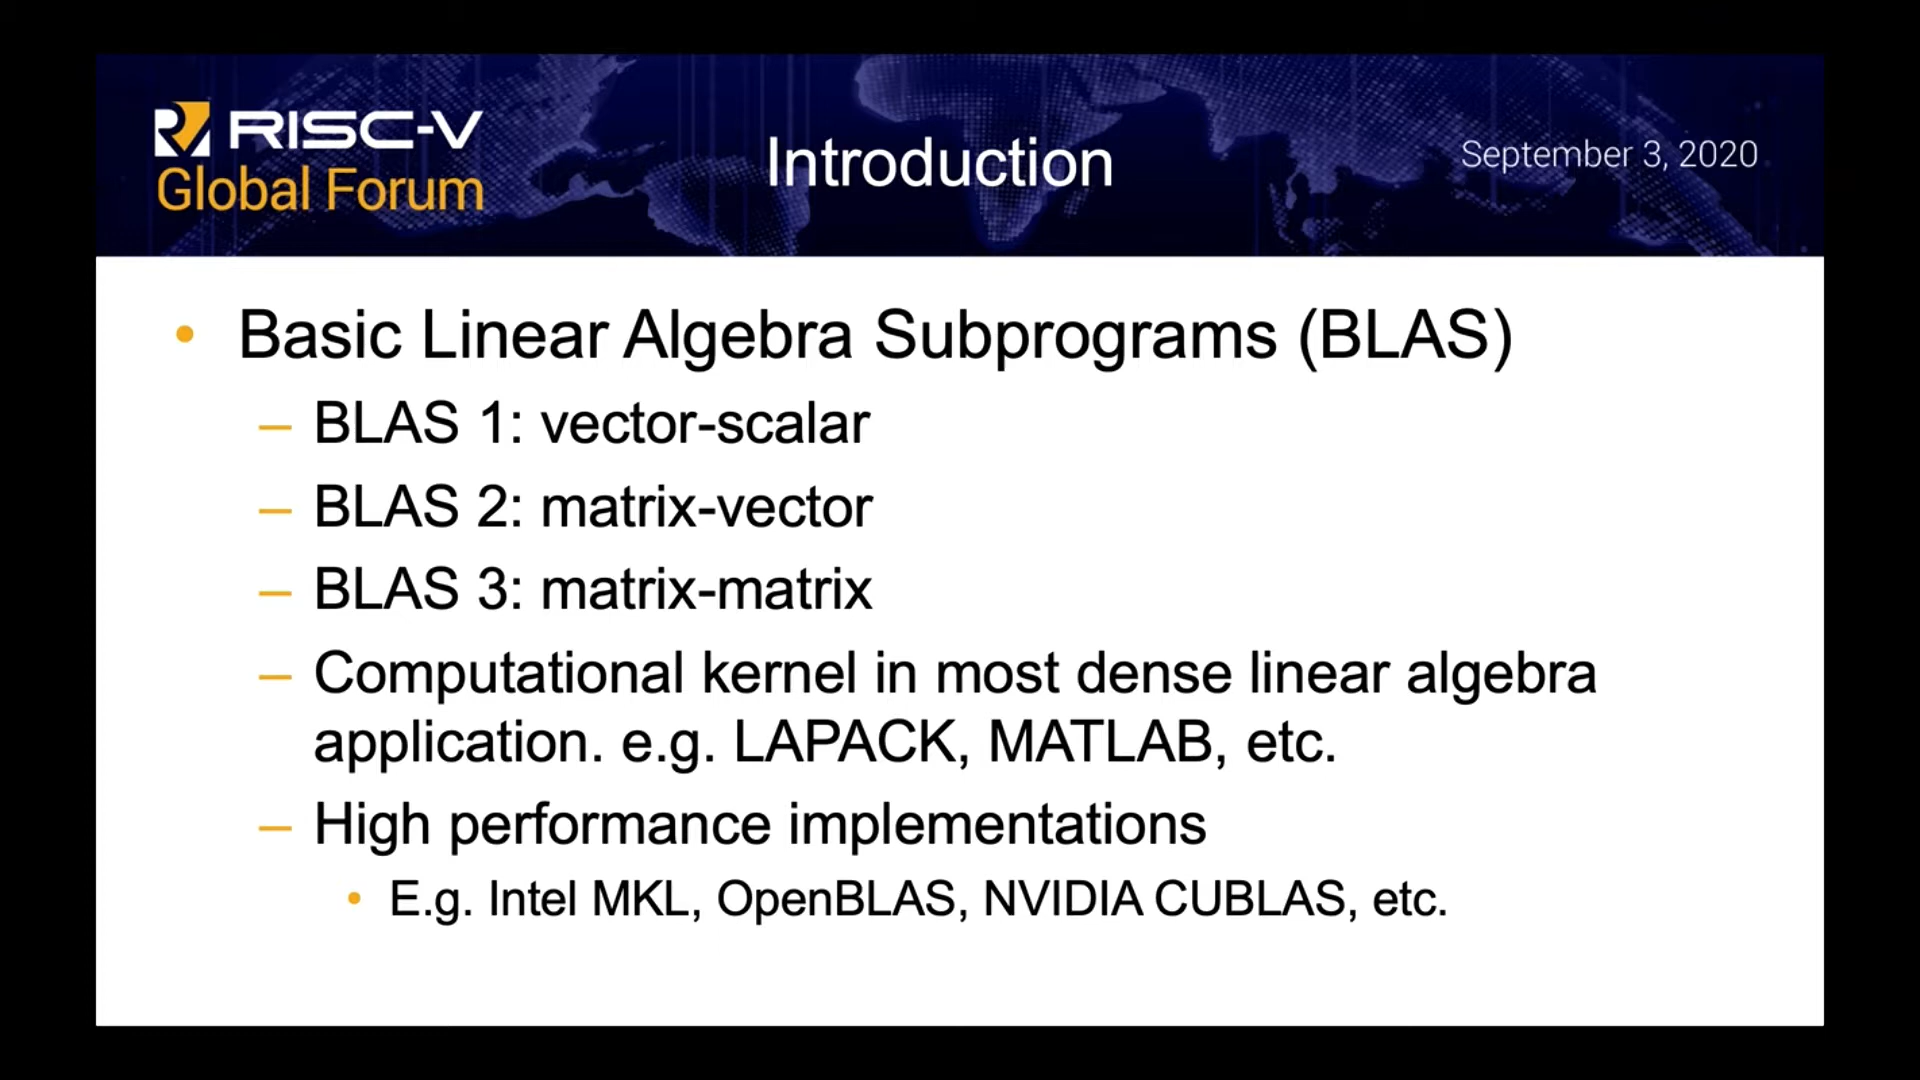 RISC-V
Global Forum
Introduction
September 3, 2020
• Basic Linear Algebra Subprograms (BLAS)
– BLAS 1: vector-scalar
– BLAS 2: matrix-vector
– BLAS 3: matrix-matrix
– Computational kernel in most dense linear algebra
application. e.g. LAPACK, MATLAB, etc.
– High performance implementations
• E.g. Intel MKL, OpenBLAS, NVIDIA CUBLAS, etc.